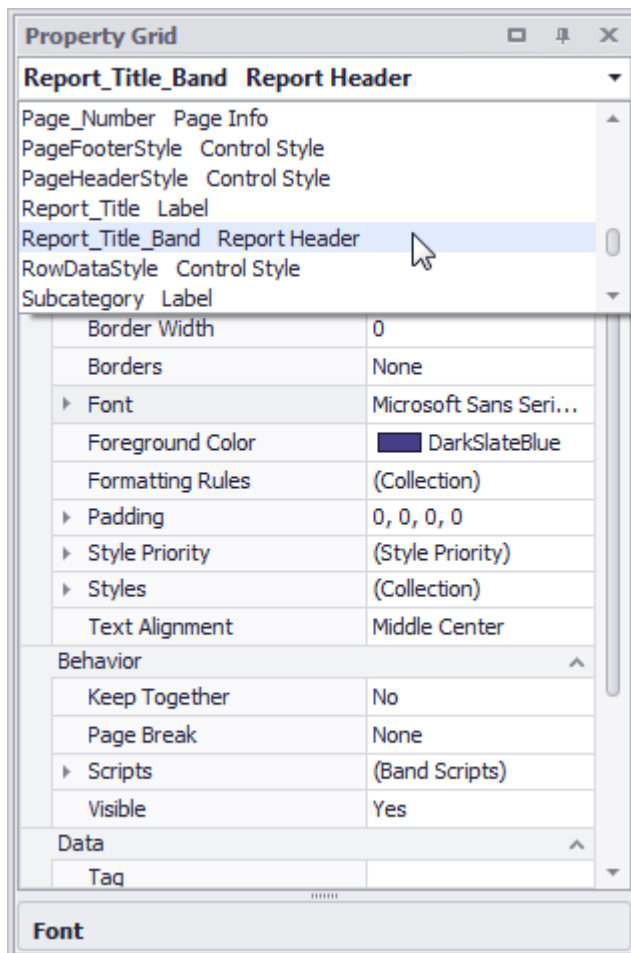 Property Grid
Report_Title_Band Report Header
Page_Number Page Info
PageFooterStyle Control Style
PageHeaderStyle Control Style
Report_Title Label
Report_Title_Band Report Header
RowDataStyle Control Style
Subcategory Label
Border Width 0
Borders None
Font Microsoft Sans Seri...
Foreground Color DarkSlateBlue
Formatting Rules (Collection)
Padding 0, 0, 0, 0
Style Priority (Style Priority)
Styles (Collection)
Text Alignment Middle Center
Behavior
Keep Together No
Page Break None
Scripts (Band Scripts)
Visible Yes
Data
Tag
Font